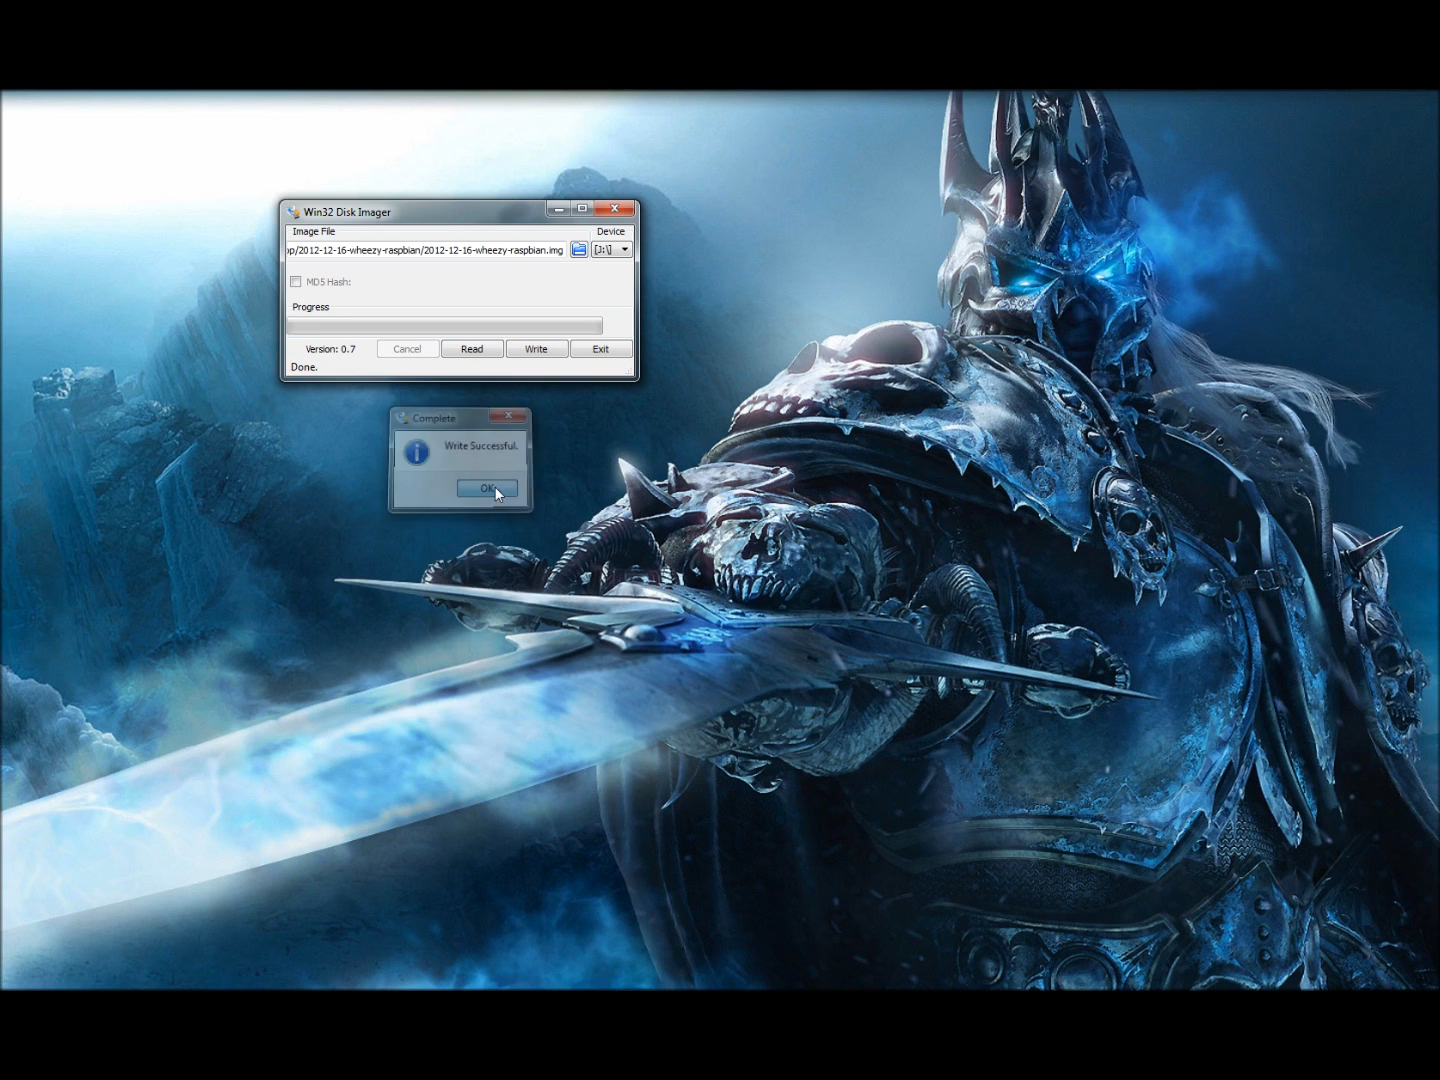 Win32 Disk Imager
Image File
Device
op/2012-12-16-wheezy-raspbian/2012-12-16-wheezy-raspbian.img
[J:\]
MD5 Hash:
Progress
Version: 0.7
Cancel
Read
Write
Exit
Done.
Complete
Write Successful.
OK